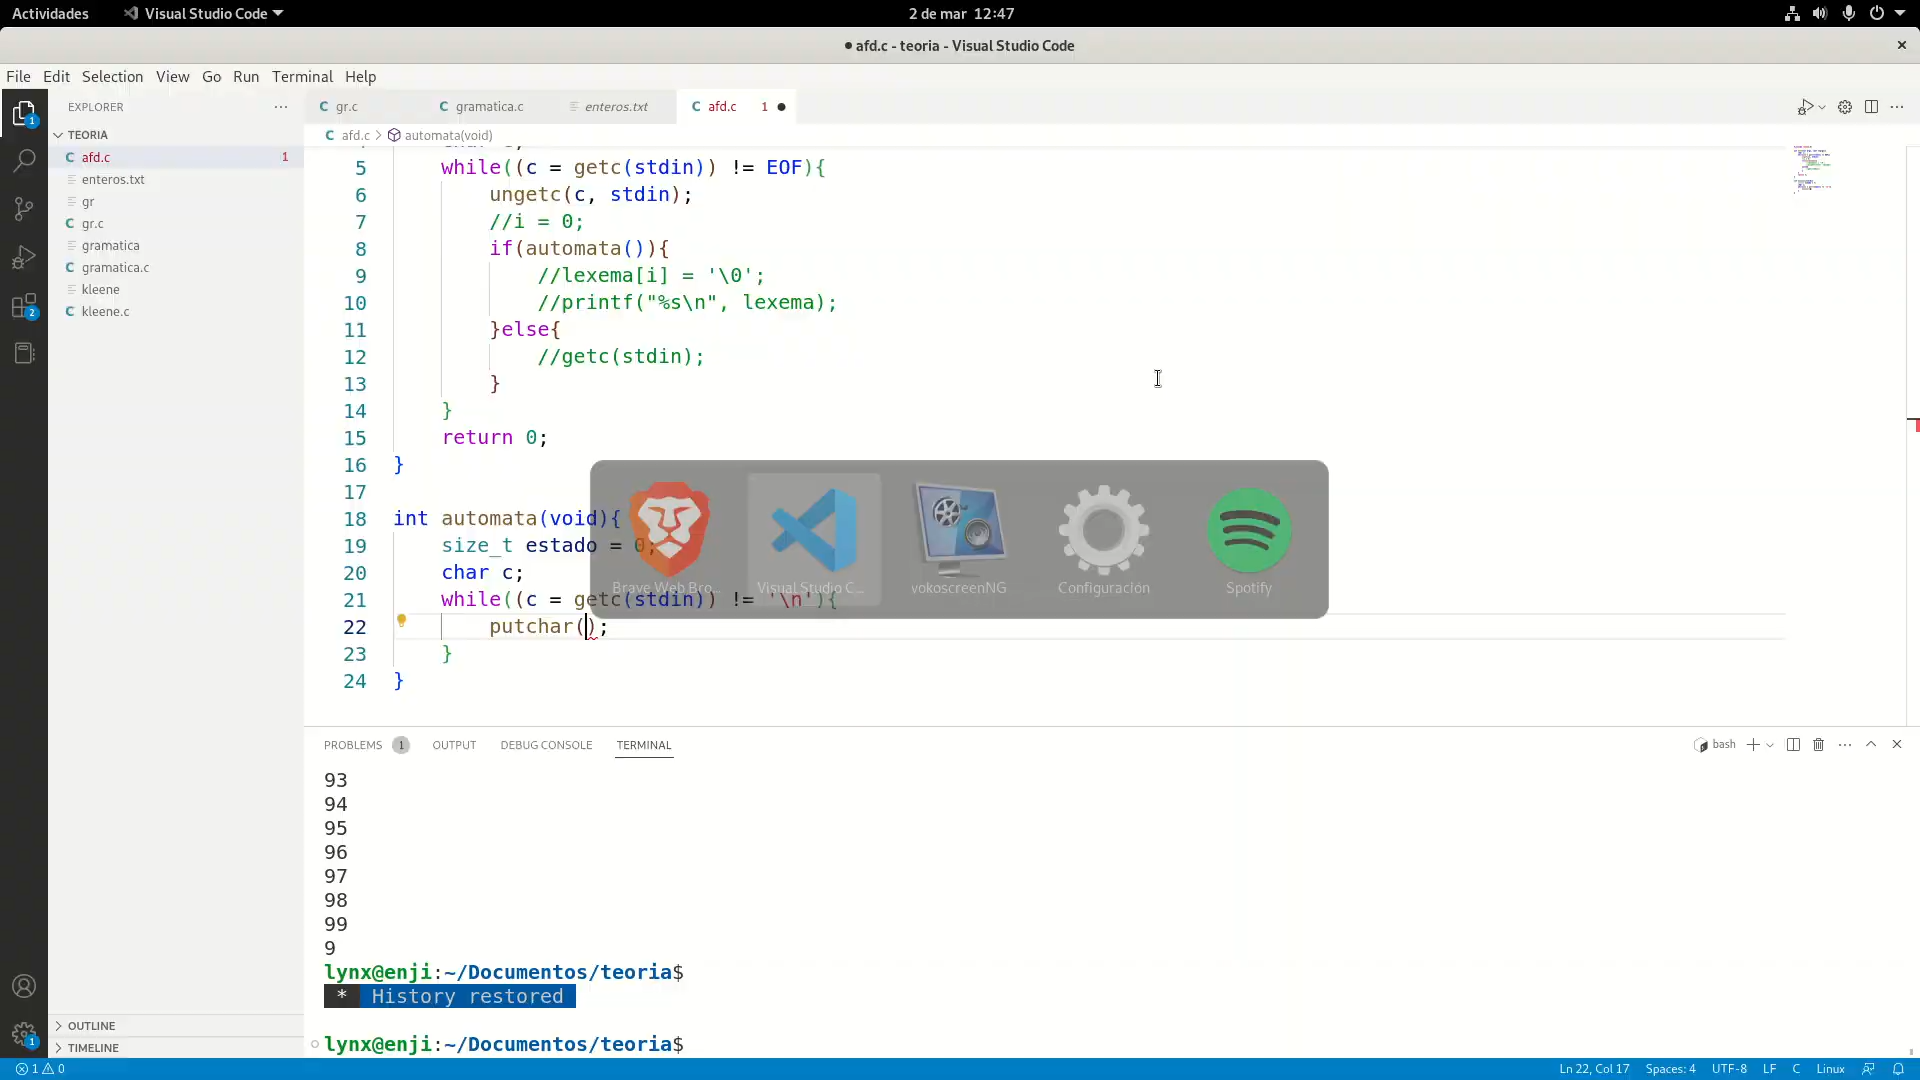 Actividades
Visual Studio Code
2 de mar 12:47
● afd.c - teoria - Visual Studio Code
File Edit Selection View Go Run Terminal Help
EXPLORER
TEORIA
afd.c 1
enteros.txt
gr
gr.c
gramatica
gramatica.c
kleene
kleene.c
OUTLINE
TIMELINE
1
2
1
C gr.c
C gramatica.c
enteros.txt
C afd.c 1 ●
C afd.c > automata(void)
5 while((c = getc(stdin)) != EOF){
6 ungetc(c, stdin);
7 //i = 0;
8 if(automata()){
9 //lexema[i] = '\0';
10 //printf("%s\n", lexema);
11 }else{
12 //getc(stdin);
13 }
14 }
15 return 0;
16 }
17
18 int automata(void){
19 size_t estado = 0;
20 char c;
21 while((c = getc(stdin)) != '\n'){
22 putchar();
23 }
24 }
Brave Web Bro...
Visual Studio C...
vokoscreenNG
Configuración
Spotify
PROBLEMS 1 OUTPUT DEBUG CONSOLE TERMINAL
bash
93
94
95
96
97
98
99
9
lynx@enji:~/Documentos/teoria$
* History restored
lynx@enji:~/Documentos/teoria$
1 0
Ln 22, Col 17 Spaces: 4 UTF-8 LF C Linux